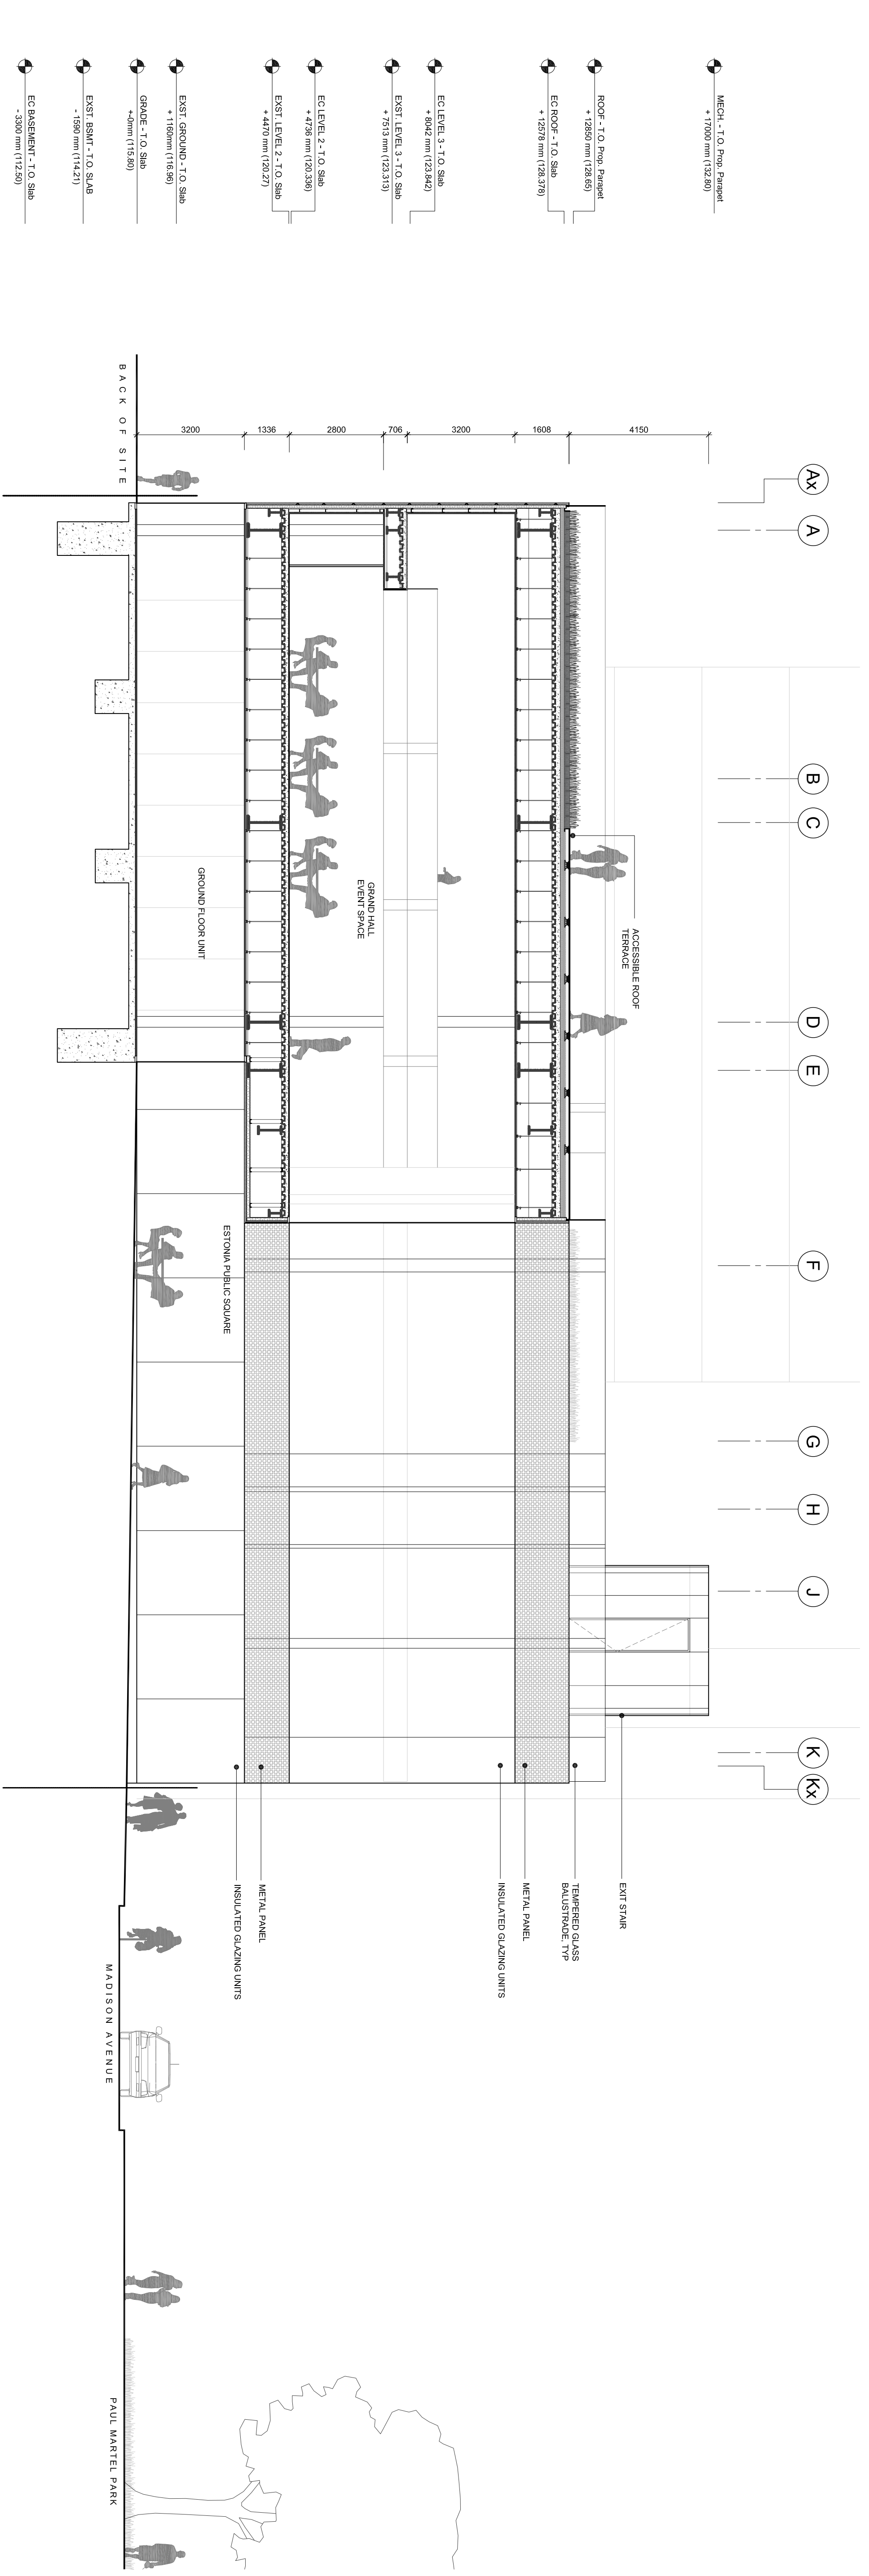 MECH. - T.O. Prop. Parapet
+ 17000 mm (132.80)
ROOF - T.O. Prop. Parapet
+ 12850 mm (128.65)
EC ROOF - T.O. Slab
+ 12578 mm (128.378)
EC LEVEL 3 - T.O. Slab
+ 8042 mm (123.842)
EXST. LEVEL 3 - T.O. Slab
+ 7513 mm (123.313)
EC LEVEL 2 - T.O. Slab
+ 4736 mm (120.336)
EXST. LEVEL 2 - T.O. Slab
+ 4470 mm (120.27)
EXST. GROUND - T.O. Slab
+ 1160mm (116.96)
GRADE - T.O. Slab
+-0mm (115.80)
EXST. BSMT - T.O. SLAB
- 1590 mm (114.21)
EC BASEMENT - T.O. Slab
- 3300 mm (112.50)
4150
1608
3200
706
2800
1336
3200
Ax
A
B
C
D
E
F
G
H
J
K
Kx
ACCESSIBLE ROOF
TERRACE
GRAND HALL
EVENT SPACE
GROUND FLOOR UNIT
ESTONIA PUBLIC SQUARE
EXIT STAIR
TEMPERED GLASS
BALUSTRADE, TYP
METAL PANEL
INSULATED GLAZING UNITS
METAL PANEL
INSULATED GLAZING UNITS
BACK OF SITE
MADISON AVENUE
PAUL MARTEL PARK